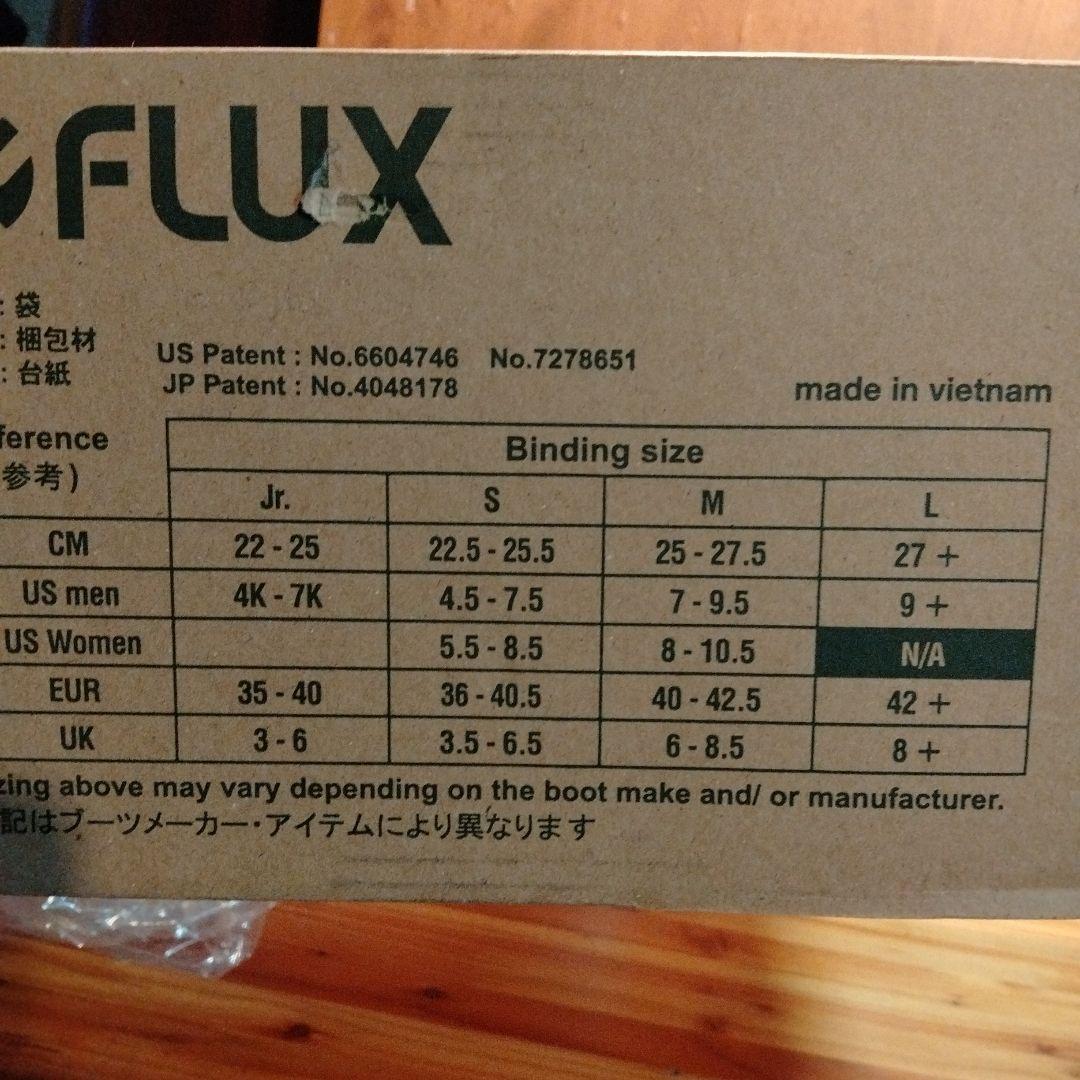 FLUX
: 袋
: 梱包材
: 台紙
US Patent : No.6604746 No.7278651
JP Patent : No.4048178
made in vietnam
参考)
Binding size
Jr. S M L
CM 22 - 25 22.5 - 25.5 25 - 27.5 27 +
US men 4K - 7K 4.5 - 7.5 7 - 9.5 9 +
US Women 5.5 - 8.5 8 - 10.5 N/A
EUR 35 - 40 36 - 40.5 40 - 42.5 42 +
UK 3 - 6 3.5 - 6.5 6 - 8.5 8 +
above may vary depending on the boot make and/ or manufacturer.
記はブーツメーカー・アイテムにより異なります